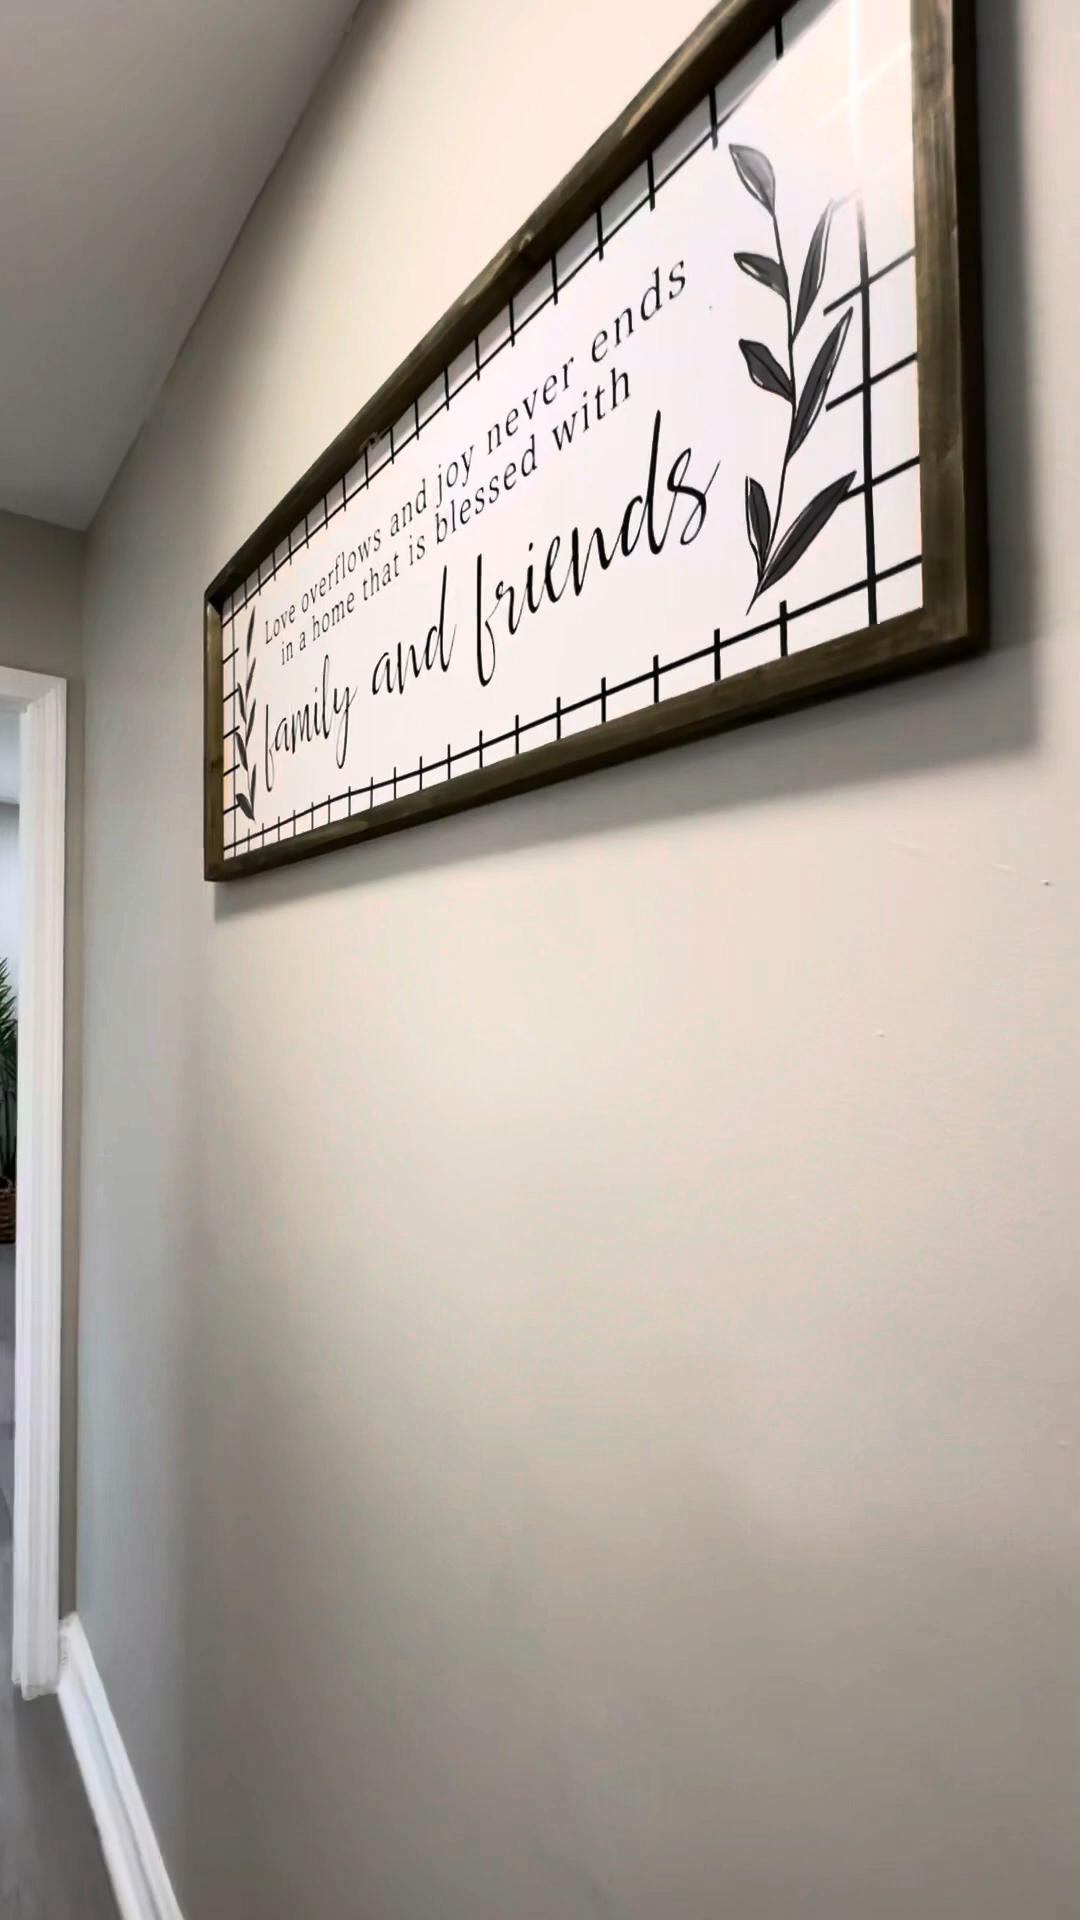 Love overflows and joy never ends
in a home that is blessed with
family and friends